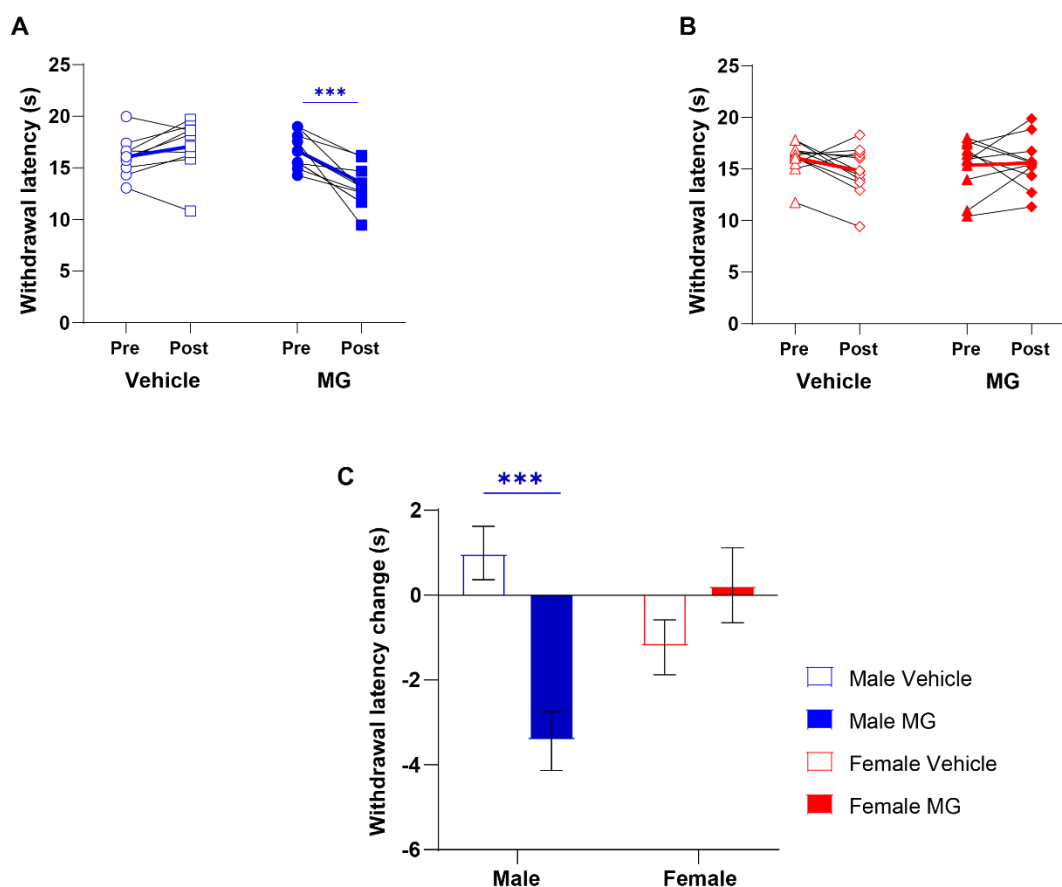 A
Withdrawal latency (s)
25
20
15
10
5
0
***
Pre Post Pre Post
Vehicle MG
B
Withdrawal latency (s)
25
20
15
10
5
0
Pre Post Pre Post
Vehicle MG
C
Withdrawal latency change (s)
2
0
-2
-4
-6
***
Male Female
Male Vehicle
Male MG
Female Vehicle
Female MG